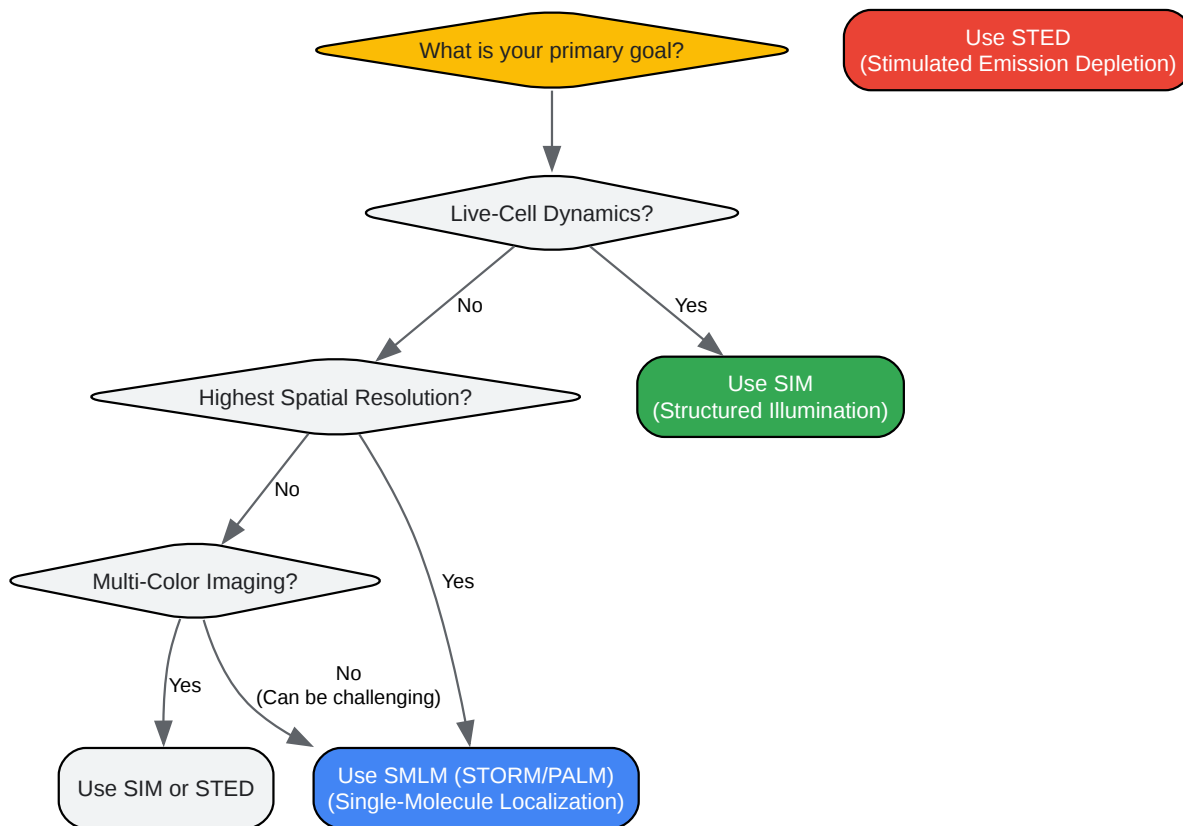 What is your primary goal?
Use STED
(Stimulated Emission Depletion)
Live-Cell Dynamics?
No
Yes
Highest Spatial Resolution?
Use SIM
(Structured Illumination)
No
Multi-Color Imaging?
Yes
Yes
No
(Can be challenging)
Use SIM or STED
Use SMLM (STORM/PALM)
(Single-Molecule Localization)